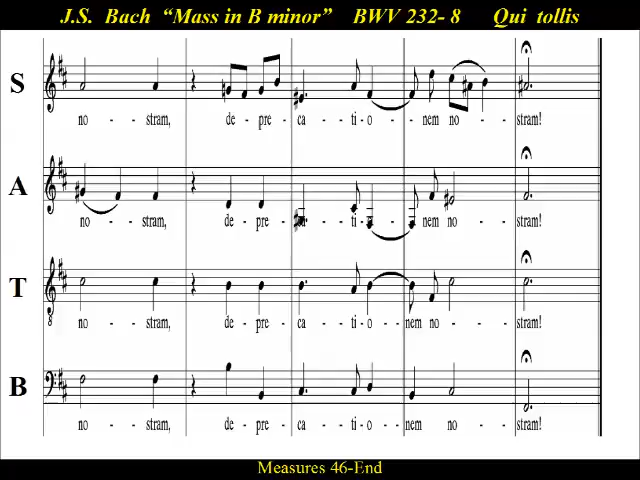 J.S. Bach “Mass in B minor” BWV 232- 8 Qui tollis
S
no - - stram, de - pre - ca - ti - o - nem no - - stram!
A
no - - stram, de - pre - ti - - nem no - - stram!
T
8
no - - stram, de - pre - ca - ti - o - nem no - - stram!
B
no - - stram, de - pre - ca - ti - o - nem no - - stram!
Measures 46-End